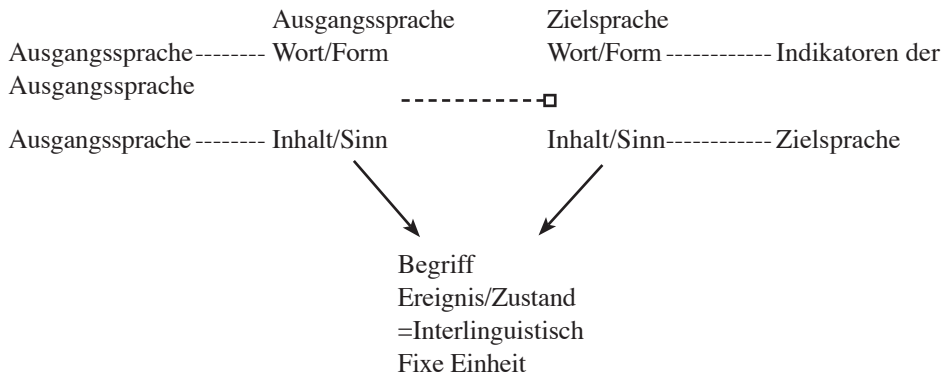 Ausgangssprache Zielsprache
Ausgangssprache -------- Wort/Form Wort/Form ------------ Indikatoren der
Ausgangssprache
Ausgangssprache -------- Inhalt/Sinn Inhalt/Sinn------------ Zielsprache
Begriff
Ereignis/Zustand
=Interlinguistisch
Fixe Einheit